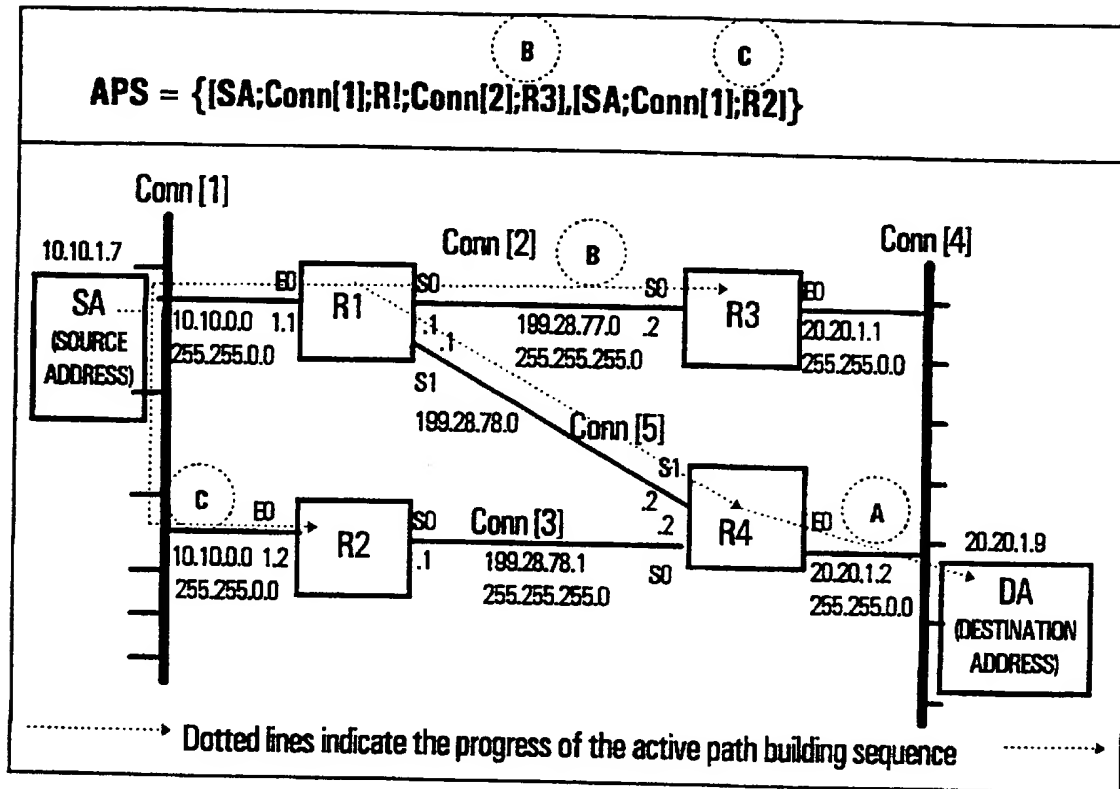 B
C
APS = {[SA;Conn[1];R!;Conn[2];R3],[SA;Conn[1];R2]}
Conn [1]
Conn [2]
B
Conn [4]
10.10.1.7
SA
(SOURCE
ADDRESS)
E0
R1
S0
S0
R3
E0
10.10.0.0 1.1
255.255.0.0
.1
.1
199.28.77.0 .2
255.255.255.0
20.20.1.1
255.255.0.0
S1
199.28.78.0
Conn [5]
S1
.2
.2
C
E0
R2
S0
Conn [3]
R4
E0
A
10.10.0.0 1.2
255.255.0.0
.1
199.28.78.1
255.255.255.0
S0
20.20.1.2
255.255.0.0
20.20.1.9
DA
(DESTINATION
ADDRESS)
Dotted lines indicate the progress of the active path building sequence